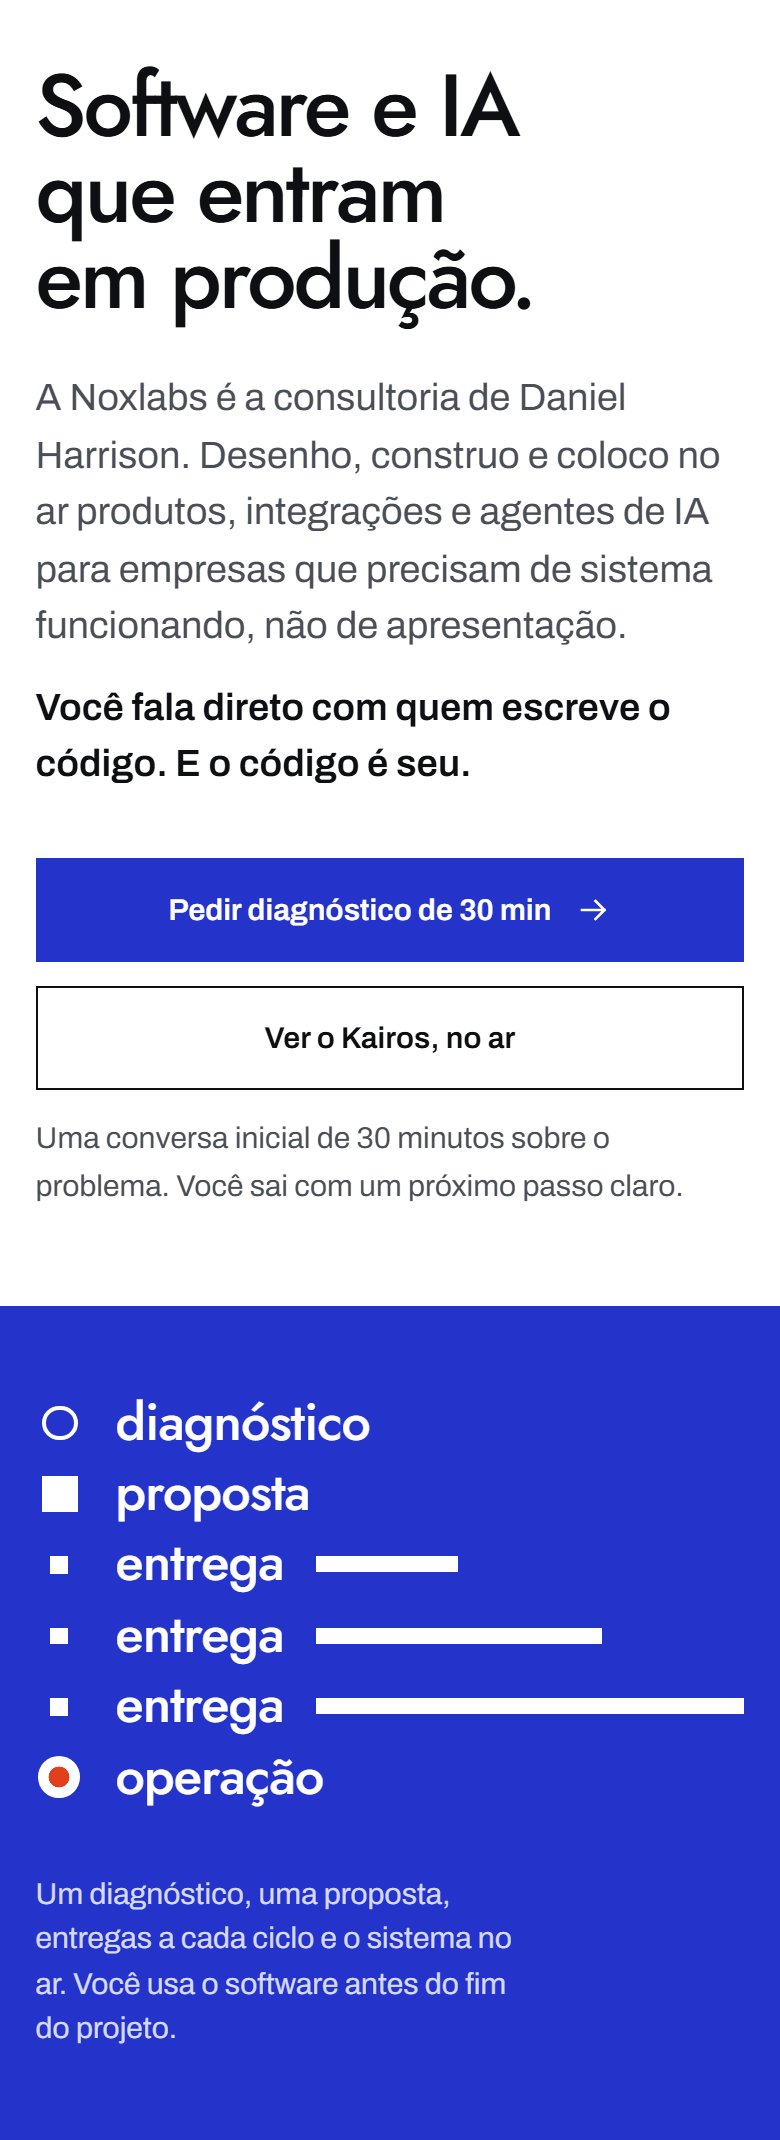 Software e IA
que entram
em produção.
A Noxlabs é a consultoria de Daniel
Harrison. Desenho, construo e coloco no
ar produtos, integrações e agentes de IA
para empresas que precisam de sistema
funcionando, não de apresentação.
Você fala direto com quem escreve o
código. E o código é seu.
Pedir diagnóstico de 30 min →
Ver o Kairos, no ar
Uma conversa inicial de 30 minutos sobre o
problema. Você sai com um próximo passo claro.
diagnóstico
proposta
entrega
entrega
entrega
operação
Um diagnóstico, uma proposta,
entregas a cada ciclo e o sistema no
ar. Você usa o software antes do fim
do projeto.